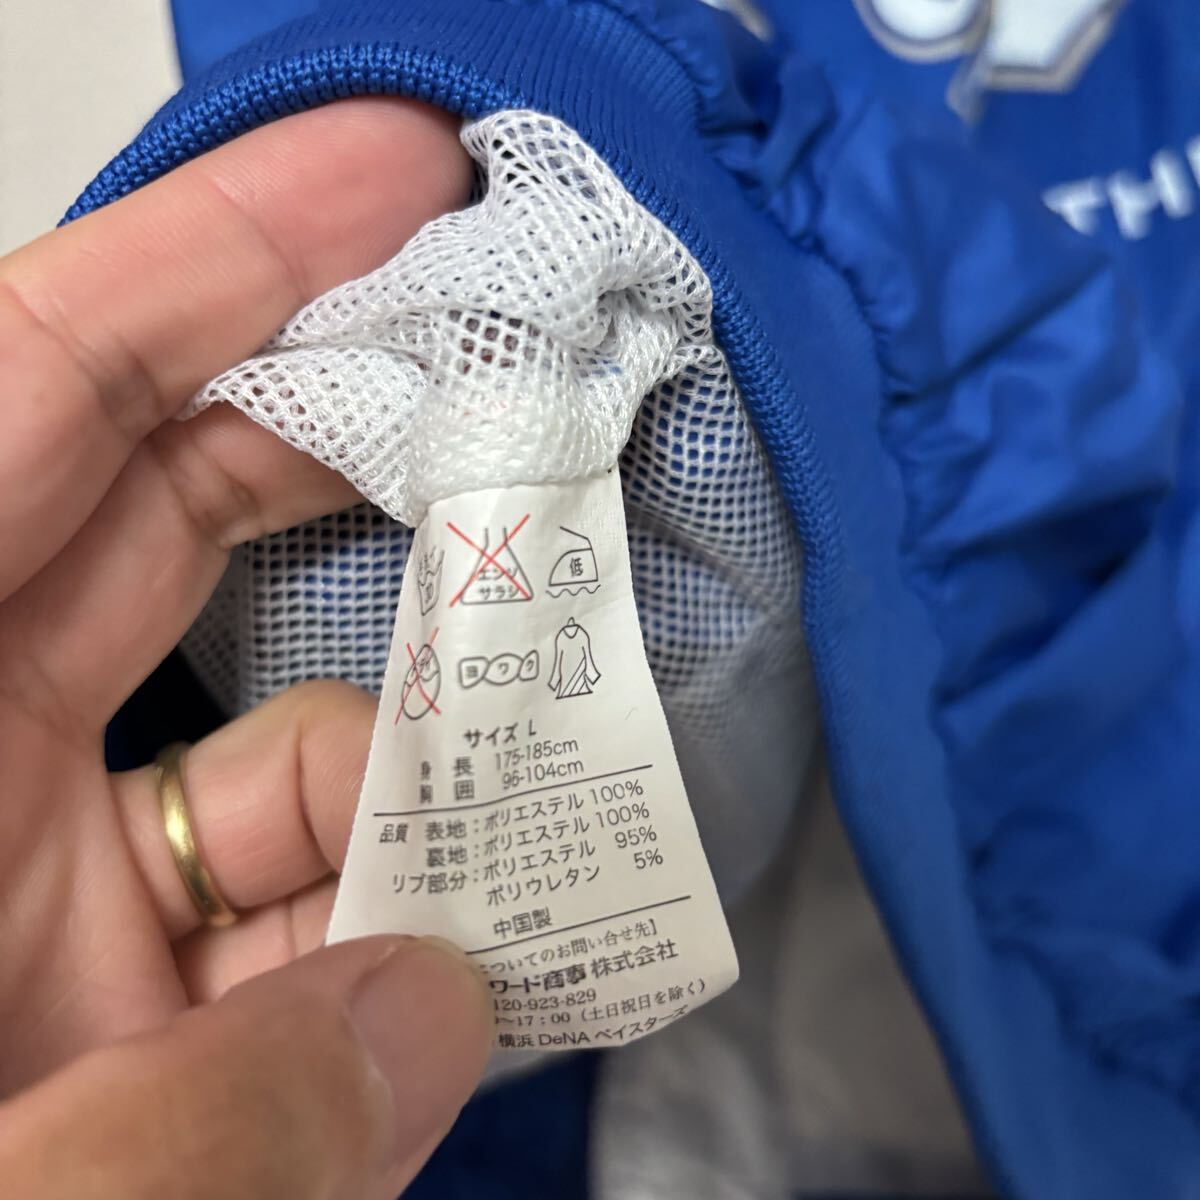 THE
エンソ
サラシ
低
ヨワク
サイズ L
身長 175-185cm
胸囲 96-104cm
品質 表地:ポリエステル 100%
裏地:ポリエステル 100%
リブ部分:ポリエステル 95%
ポリウレタン 5%
中国製
についてのお問い合せ先】
ワード商事 株式会社
120-923-829
~17:00 (土日祝日を除く)
横浜 DeNA ベイスターズ